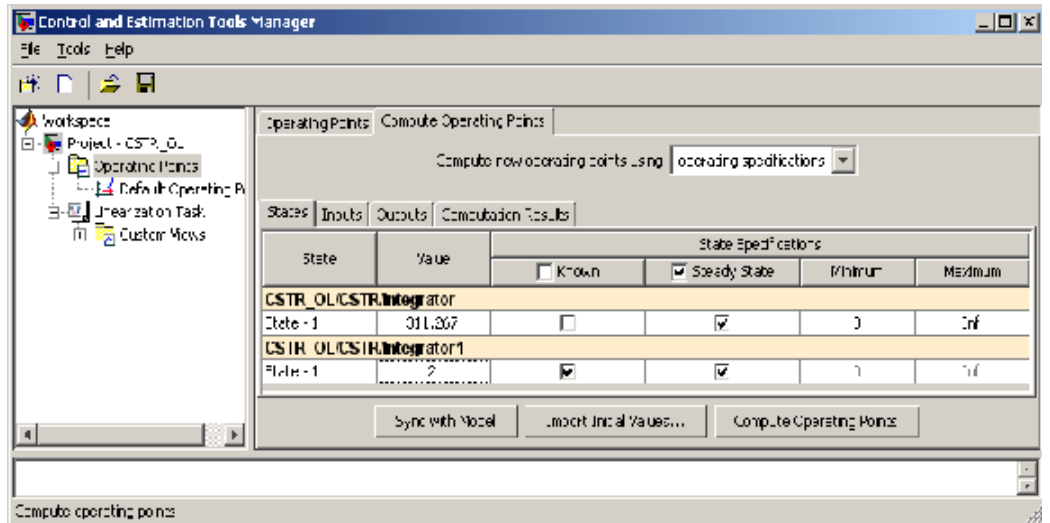 Control and Estimation Tools Manager
File Tools Help
Workspace
Project - CSTR_OL
Operating Points
Default Operating Po
Linearization Task
Custom Views
Operating Points Compute Operating Points
Compute new operating points using operating specifications
States Inputs Outputs Computation Results
State Value State Specifications
Known Steady State Minimum Maximum
CSTR_OL/CSTR/Integrator
State - 1 311.267 0 Inf
CSTR_OL/CSTR/Integrator1
State - 1 2 0 Inf
Sync with Model Import Initial Values... Compute Operating Points
Compute operating points